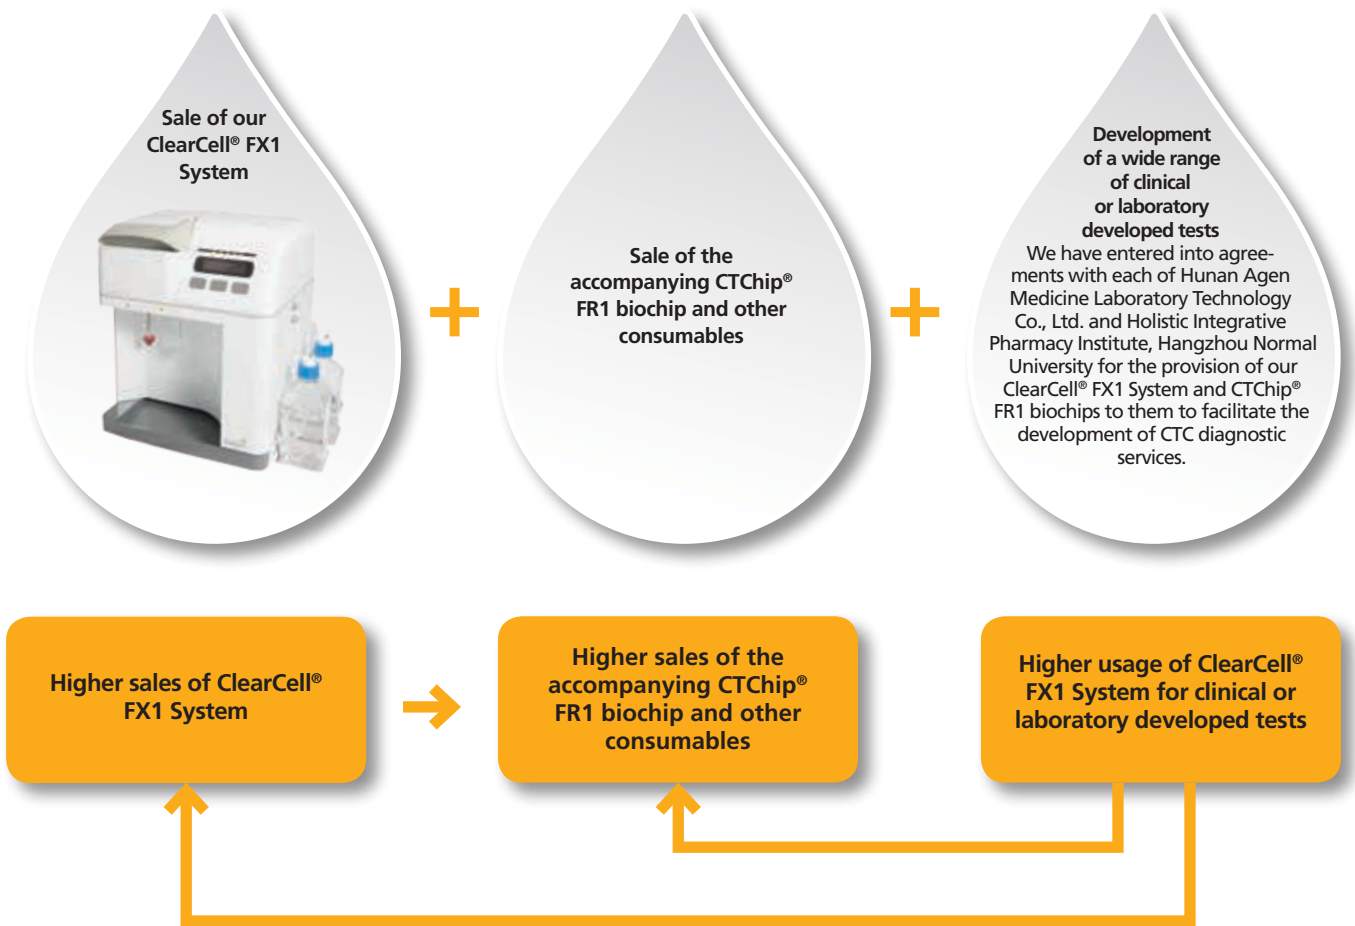 Sale of our
ClearCell® FX1
System
Sale of the
accompanying CTChip®
FR1 biochip and other
consumables
Development
of a wide range
of clinical
or laboratory
developed tests
We have entered into agree-
ments with each of Hunan Agen
Medicine Laboratory Technology
Co., Ltd. and Holistic Integrative
Pharmacy Institute, Hangzhou Normal
University for the provision of our
ClearCell® FX1 System and CTChip®
FR1 biochips to them to facilitate the
development of CTC diagnostic
services.
Higher sales of ClearCell®
FX1 System
Higher sales of the
accompanying CTChip®
FR1 biochip and other
consumables
Higher usage of ClearCell®
FX1 System for clinical or
laboratory developed tests